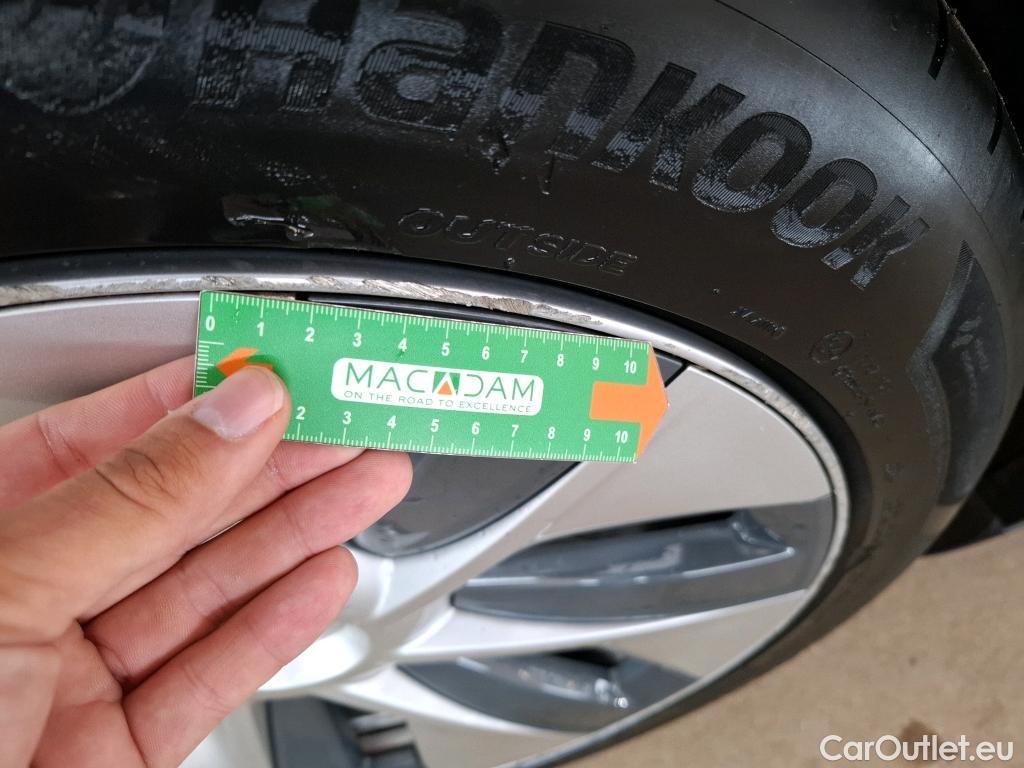 Hankook
OUTSIDE
0 1 2 3 4 5 6 7 8 9 10
MACADAM
ON THE ROAD TO EXCELLENCE
2 3 4 5 6 7 8 9 10
CarOutlet.eu